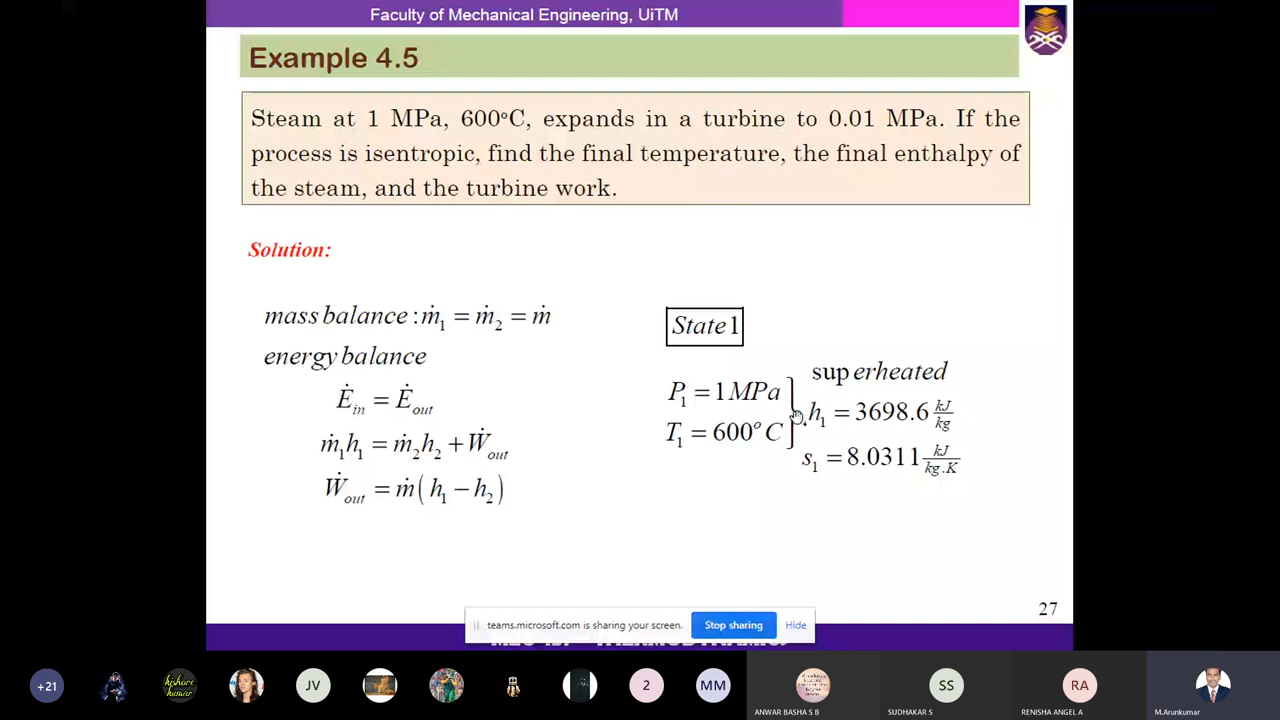 Faculty of Mechanical Engineering, UiTM
Example 4.5
Steam at 1 MPa, 600°C, expands in a turbine to 0.01 MPa. If the
process is isentropic, find the final temperature, the final enthalpy of
the steam, and the turbine work.
Solution:
mass balance : ṁ₁ = ṁ₂ = ṁ
energy balance
Ėin = Ėout
ṁ₁h₁ = ṁ₂h₂ + Ẇout
Ẇout = ṁ(h₁ − h₂)
State 1
P₁ = 1 MPa
T₁ = 600° C
superheated
h₁ = 3698.6 kJ/kg
s₁ = 8.0311 kJ/kg.K
27
teams.microsoft.com is sharing your screen.
Stop sharing
Hide
+21
JV
2
MM
SS
RA
ANWAR BASHA S B
SUDHAKAR S
RENISHA ANGEL A
M.Arunkumar